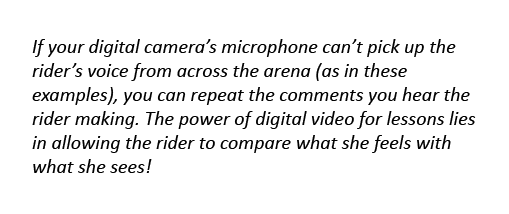 If your digital camera’s microphone can’t pick up the
rider’s voice from across the arena (as in these
examples), you can repeat the comments you hear the
rider making. The power of digital video for lessons lies
in allowing the rider to compare what she feels with
what she sees!